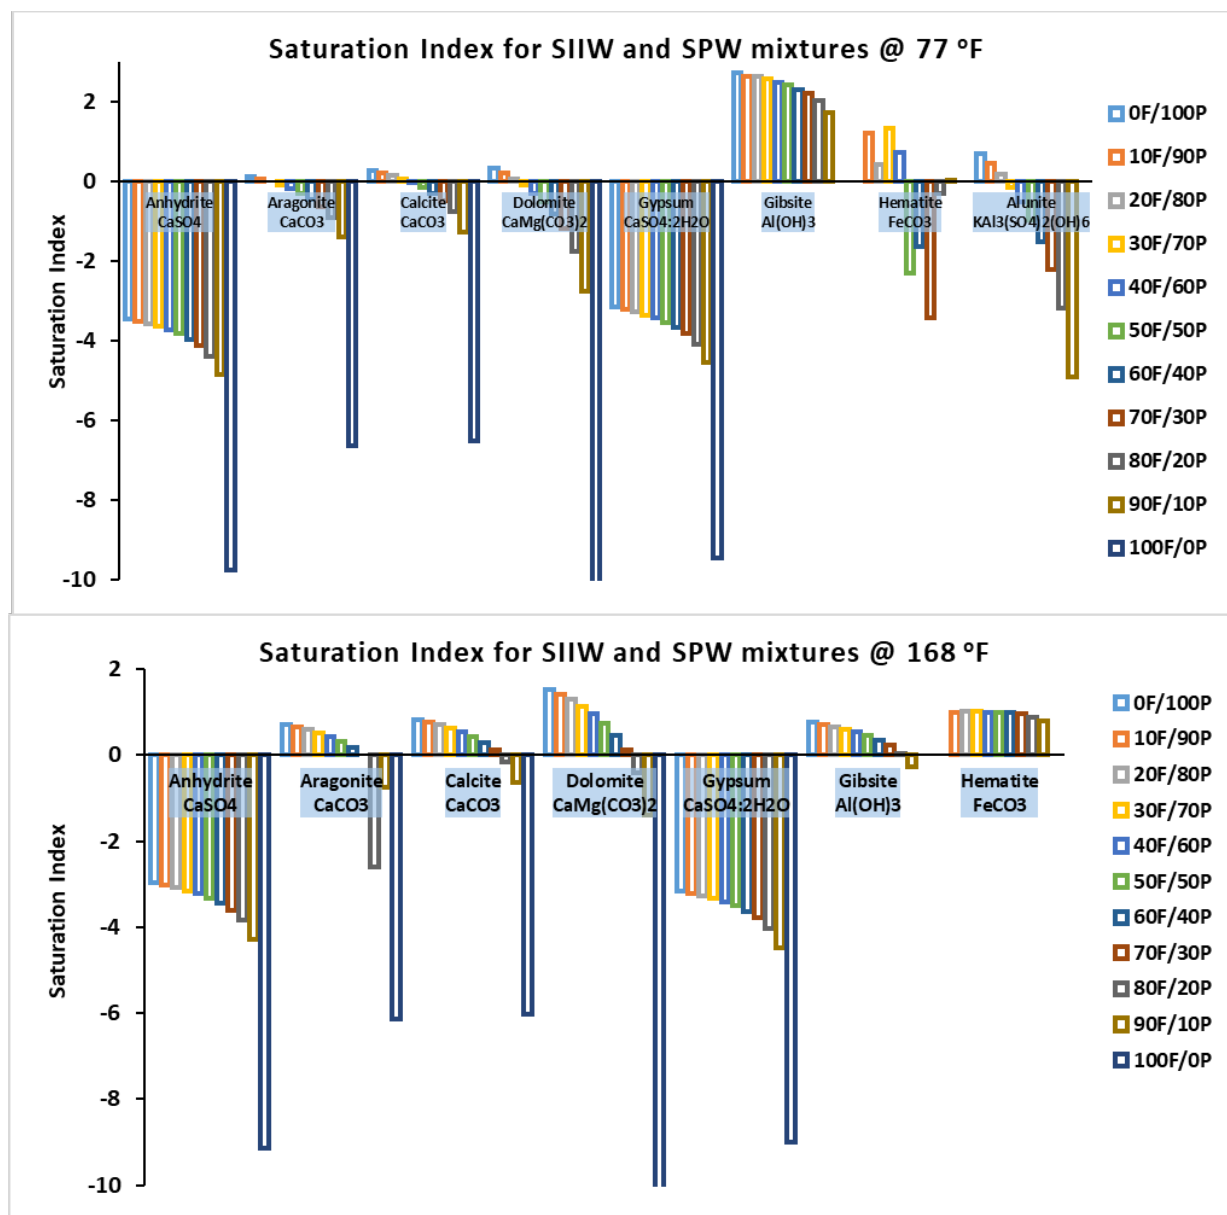 Saturation Index for SIIW and SPW mixtures @ 77 °F
Saturation Index
2
0
-2
-4
-6
-8
-10
Anhydrite
CaSO4
Aragonite
CaCO3
Calcite
CaCO3
Dolomite
CaMg(CO3)2
Gypsum
CaSO4:2H2O
Gibsite
Al(OH)3
Hematite
FeCO3
Alunite
KAl3(SO4)2(OH)6
0F/100P
10F/90P
20F/80P
30F/70P
40F/60P
50F/50P
60F/40P
70F/30P
80F/20P
90F/10P
100F/0P
Saturation Index for SIIW and SPW mixtures @ 168 °F
Saturation Index
2
0
-2
-4
-6
-8
-10
Anhydrite
CaSO4
Aragonite
CaCO3
Calcite
CaCO3
Dolomite
CaMg(CO3)2
Gypsum
CaSO4:2H2O
Gibsite
Al(OH)3
Hematite
FeCO3
0F/100P
10F/90P
20F/80P
30F/70P
40F/60P
50F/50P
60F/40P
70F/30P
80F/20P
90F/10P
100F/0P